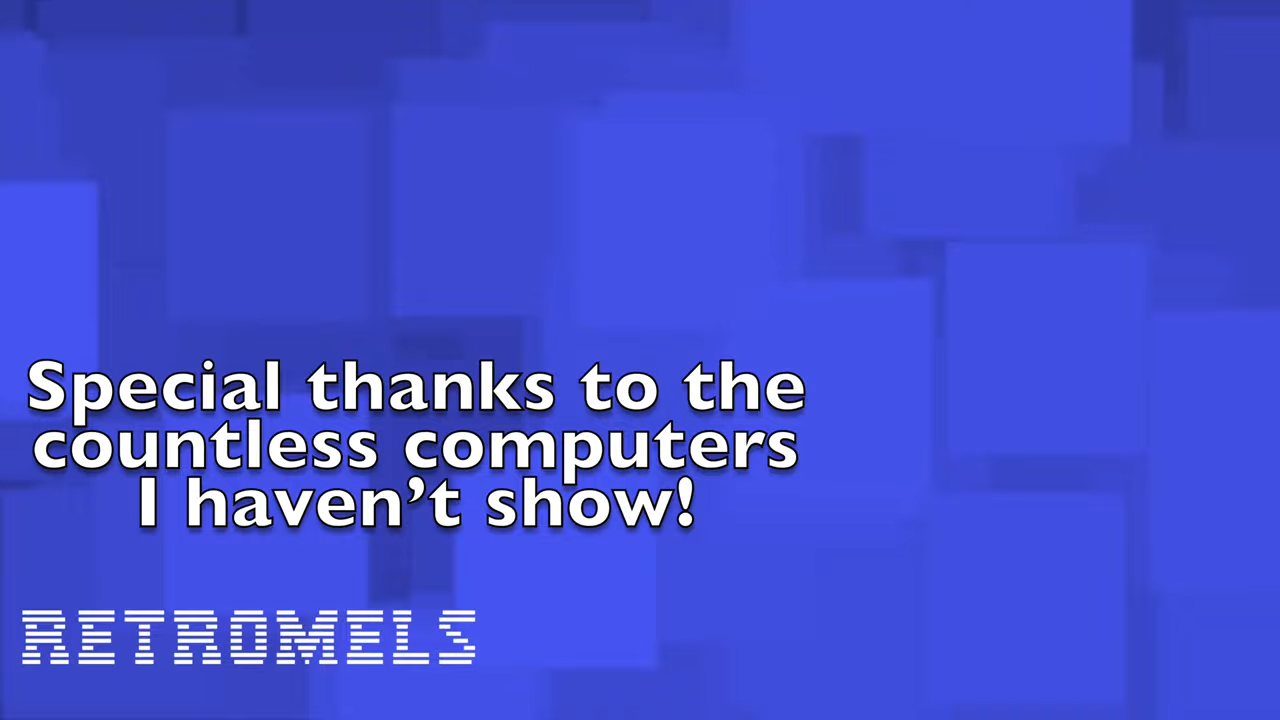 Special thanks to the
countless computers
I haven’t show!
RETROMELS